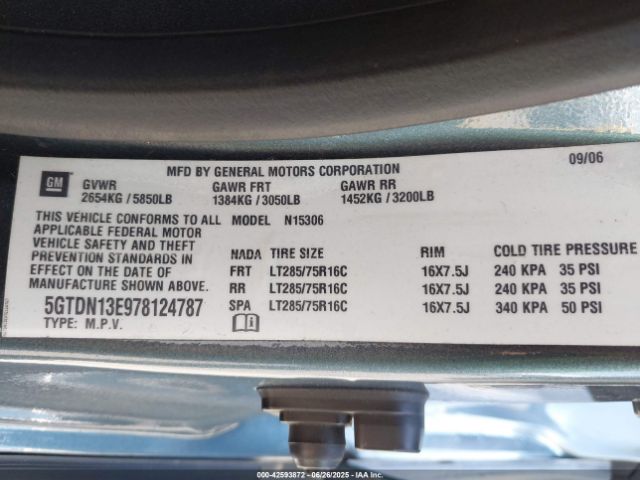 MFD BY GENERAL MOTORS CORPORATION
09/06
GM
GVWR GAWR FRT GAWR RR
2654KG / 5850LB 1384KG / 3050LB 1452KG / 3200LB
THIS VEHICLE CONFORMS TO ALL
APPLICABLE FEDERAL MOTOR
VEHICLE SAFETY AND THEFT
PREVENTION STANDARDS IN
EFFECT ON THE DATE OF
MANUFACTURE SHOWN ABOVE.
5GTDN13E978124787
TYPE: M.P.V.
MODEL N15306
NADA TIRE SIZE RIM COLD TIRE PRESSURE
FRT LT285/75R16C 16X7.5J 240 KPA 35 PSI
RR LT285/75R16C 16X7.5J 240 KPA 35 PSI
SPA LT285/75R16C 16X7.5J 340 KPA 50 PSI
000-42593872 / 06/26/2025 / IAA Inc.